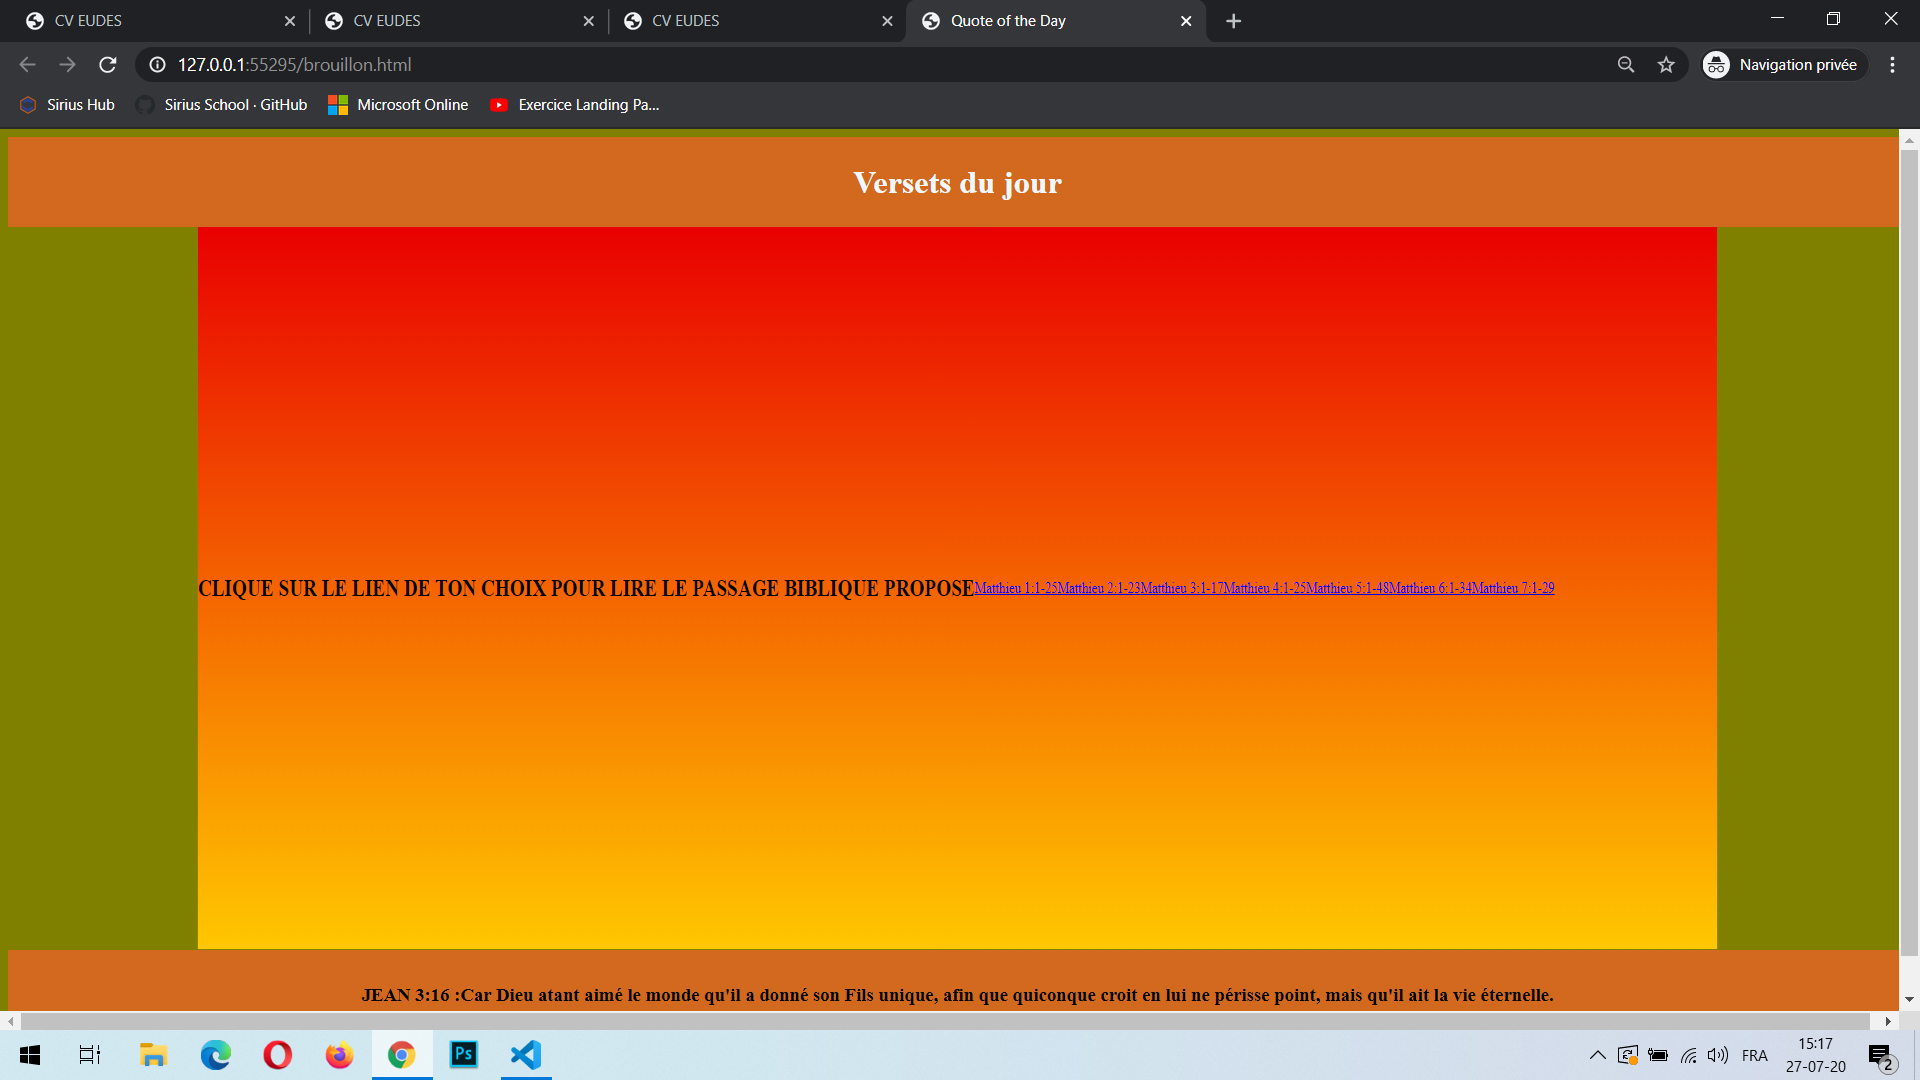 CV EUDES
CV EUDES
CV EUDES
Quote of the Day
127.0.0.1:55295/brouillon.html
Navigation privée
Sirius Hub
Sirius School · GitHub
Microsoft Online
Exercice Landing Pa...
Versets du jour
CLIQUE SUR LE LIEN DE TON CHOIX POUR LIRE LE PASSAGE BIBLIQUE PROPOSEMatthieu 1:1-25Matthieu 2:1-23Matthieu 3:1-17Matthieu 4:1-25Matthieu 5:1-48Matthieu 6:1-34Matthieu 7:1-29
JEAN 3:16 :Car Dieu atant aimé le monde qu'il a donné son Fils unique, afin que quiconque croit en lui ne périsse point, mais qu'il ait la vie éternelle.
Ps
FRA
15:17
27-07-20
2